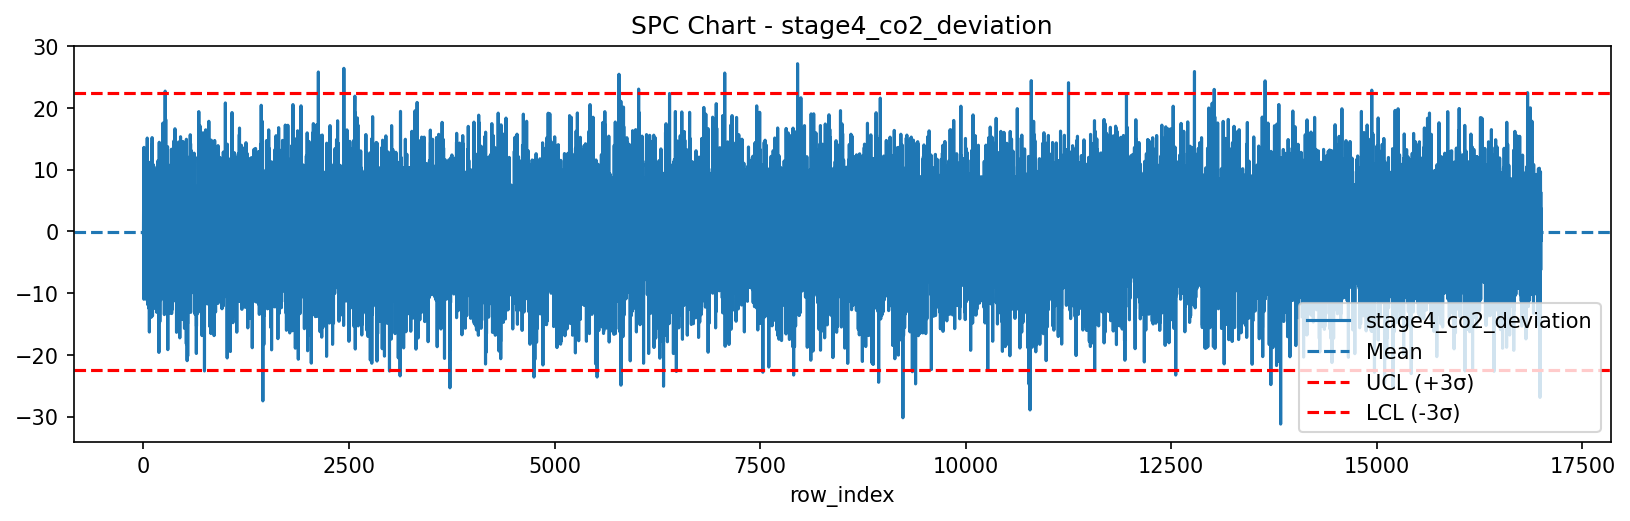 SPC Chart - stage4_co2_deviation
30
20
10
0
−10
−20
−30
stage4_co2_deviation
Mean
UCL (+3σ)
LCL (-3σ)
0 2500 5000 7500 10000 12500 15000 17500
row_index